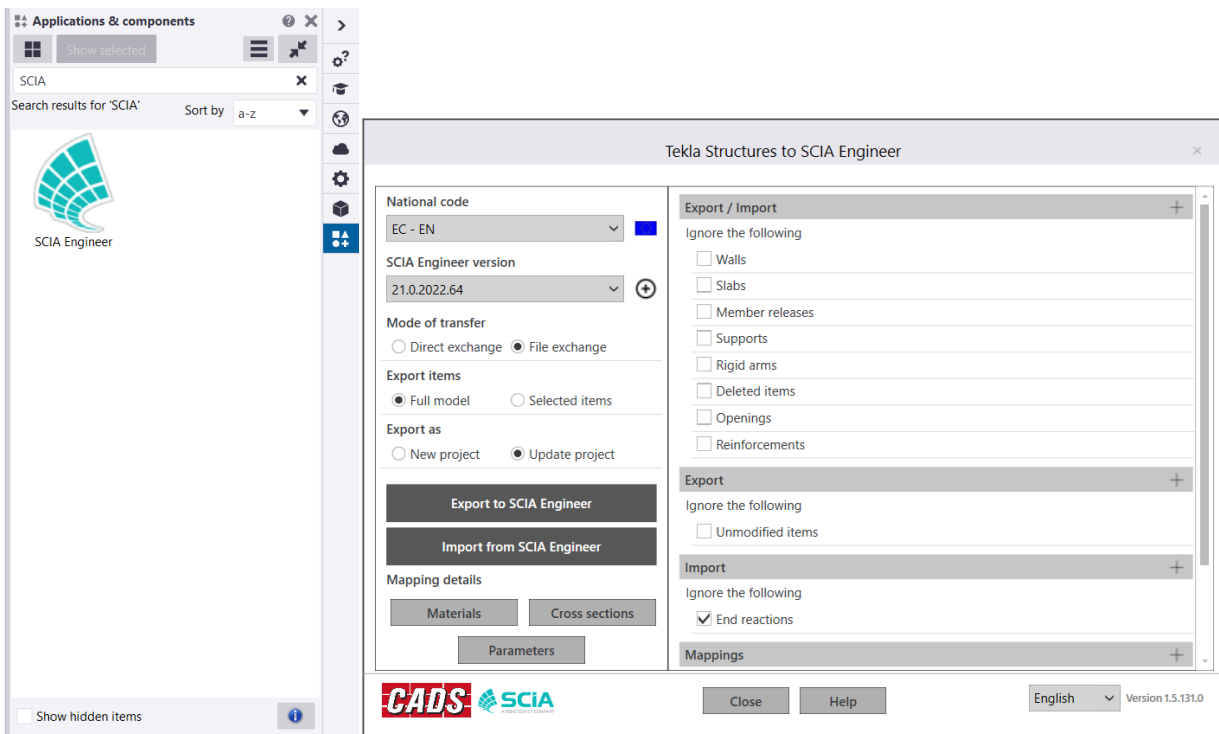 Applications & components
Show selected
SCIA
Search results for 'SCIA'
Sort by
a-z
SCIA Engineer
Show hidden items
Tekla Structures to SCIA Engineer
National code
EC - EN
SCIA Engineer version
21.0.2022.64
Mode of transfer
Direct exchange
File exchange
Export items
Full model
Selected items
Export as
New project
Update project
Export to SCIA Engineer
Import from SCIA Engineer
Mapping details
Materials
Cross sections
Parameters
Export / Import
Ignore the following
Walls
Slabs
Member releases
Supports
Rigid arms
Deleted items
Openings
Reinforcements
Export
Ignore the following
Unmodified items
Import
Ignore the following
End reactions
Mappings
CADS
SCIA
A NEMETSCHEK COMPANY
Close
Help
English
Version 1.5.131.0